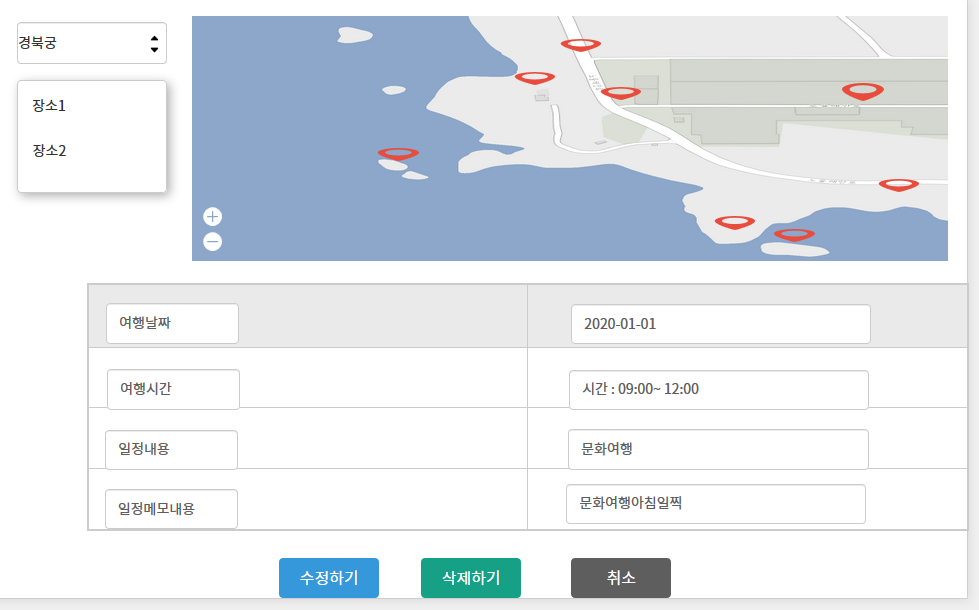 경복궁
장소1
장소2
여행날짜
2020-01-01
여행시간
시간 : 09:00~ 12:00
일정내용
문화여행
일정메모내용
문화여행아침일찍
수정하기
삭제하기
취소